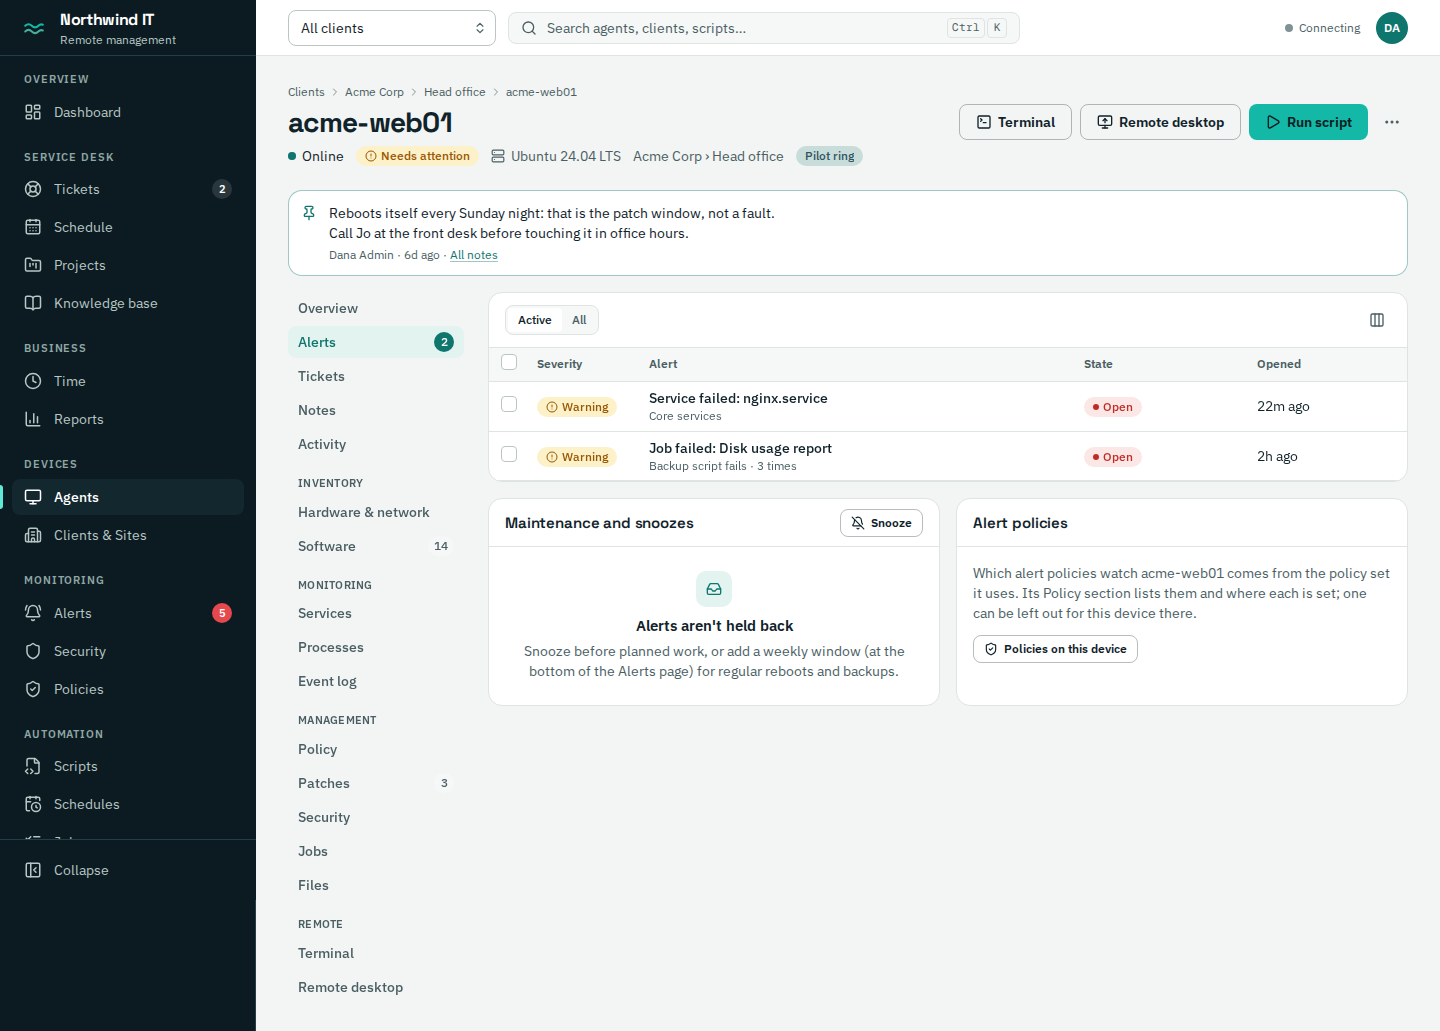 Northwind IT
Remote management
OVERVIEW
Dashboard
SERVICE DESK
Tickets 2
Schedule
Projects
Knowledge base
BUSINESS
Time
Reports
DEVICES
Agents
Clients & Sites
MONITORING
Alerts 5
Security
Policies
AUTOMATION
Scripts
Schedules
Collapse
All clients
Search agents, clients, scripts... Ctrl K
Connecting
DA
Clients > Acme Corp > Head office > acme-web01
acme-web01
Terminal
Remote desktop
Run script
Online
Needs attention
Ubuntu 24.04 LTS
Acme Corp › Head office
Pilot ring
Reboots itself every Sunday night: that is the patch window, not a fault.
Call Jo at the front desk before touching it in office hours.
Dana Admin · 6d ago · All notes
Overview
Alerts 2
Tickets
Notes
Activity
INVENTORY
Hardware & network
Software 14
MONITORING
Services
Processes
Event log
MANAGEMENT
Policy
Patches 3
Security
Jobs
Files
REMOTE
Terminal
Remote desktop
Active All
Severity Alert State Opened
Warning Service failed: nginx.service Open 22m ago
Core services
Warning Job failed: Disk usage report Open 2h ago
Backup script fails · 3 times
Maintenance and snoozes
Snooze
Alerts aren't held back
Snooze before planned work, or add a weekly window (at the
bottom of the Alerts page) for regular reboots and backups.
Alert policies
Which alert policies watch acme-web01 comes from the policy set
it uses. Its Policy section lists them and where each is set; one
can be left out for this device there.
Policies on this device